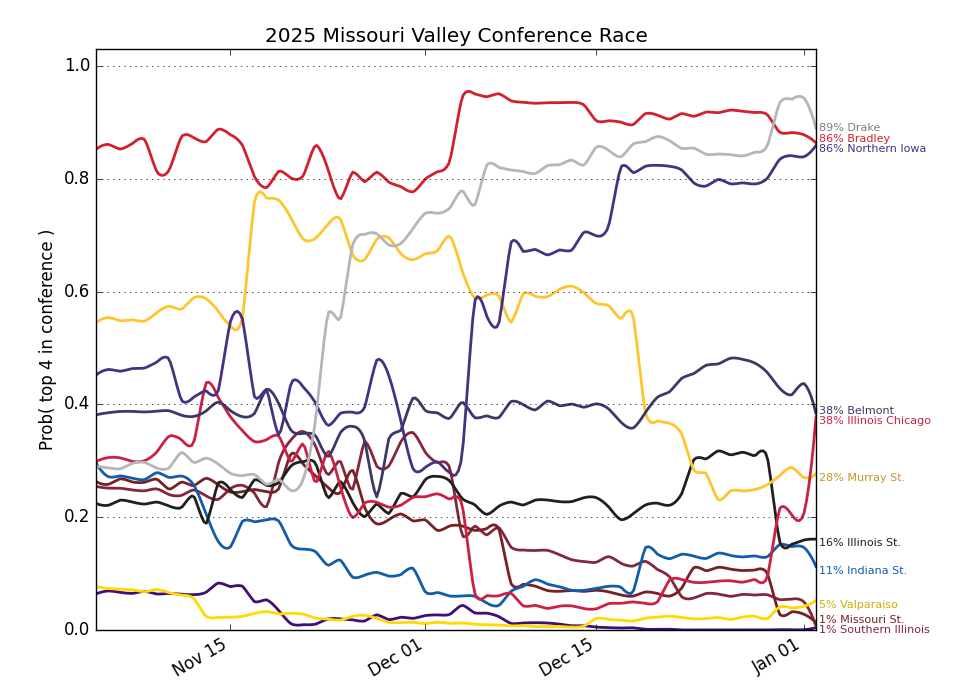 2025 Missouri Valley Conference Race
Prob( top 4 in conference )
1.0
0.8
0.6
0.4
0.2
0.0
Nov 15
Dec 01
Dec 15
Jan 01
89% Drake
86% Bradley
86% Northern Iowa
38% Belmont
38% Illinois Chicago
28% Murray St.
16% Illinois St.
11% Indiana St.
5% Valparaiso
1% Missouri St.
1% Southern Illinois